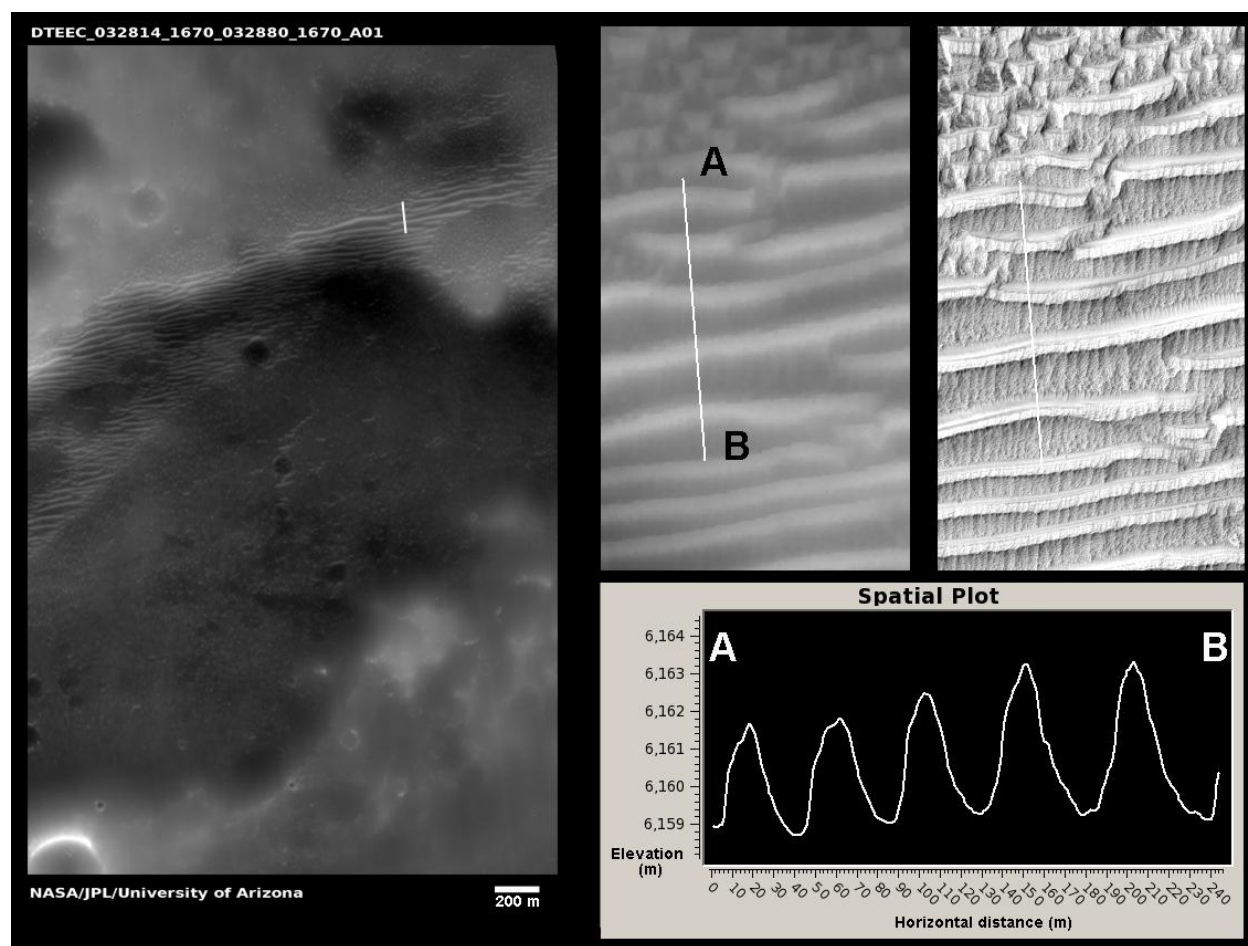 DTEEC_032814_1670_032880_1670_A01
A
B
NASA/JPL/University of Arizona
200 m
Spatial Plot
A
B
6,164
6,163
6,162
6,161
6,160
6,159
Elevation
(m)
0 10 20 30 40 50 60 70 80 90 100 110 120 130 140 150 160 170 180 190 200 210 220 230 240
Horizontal distance (m)